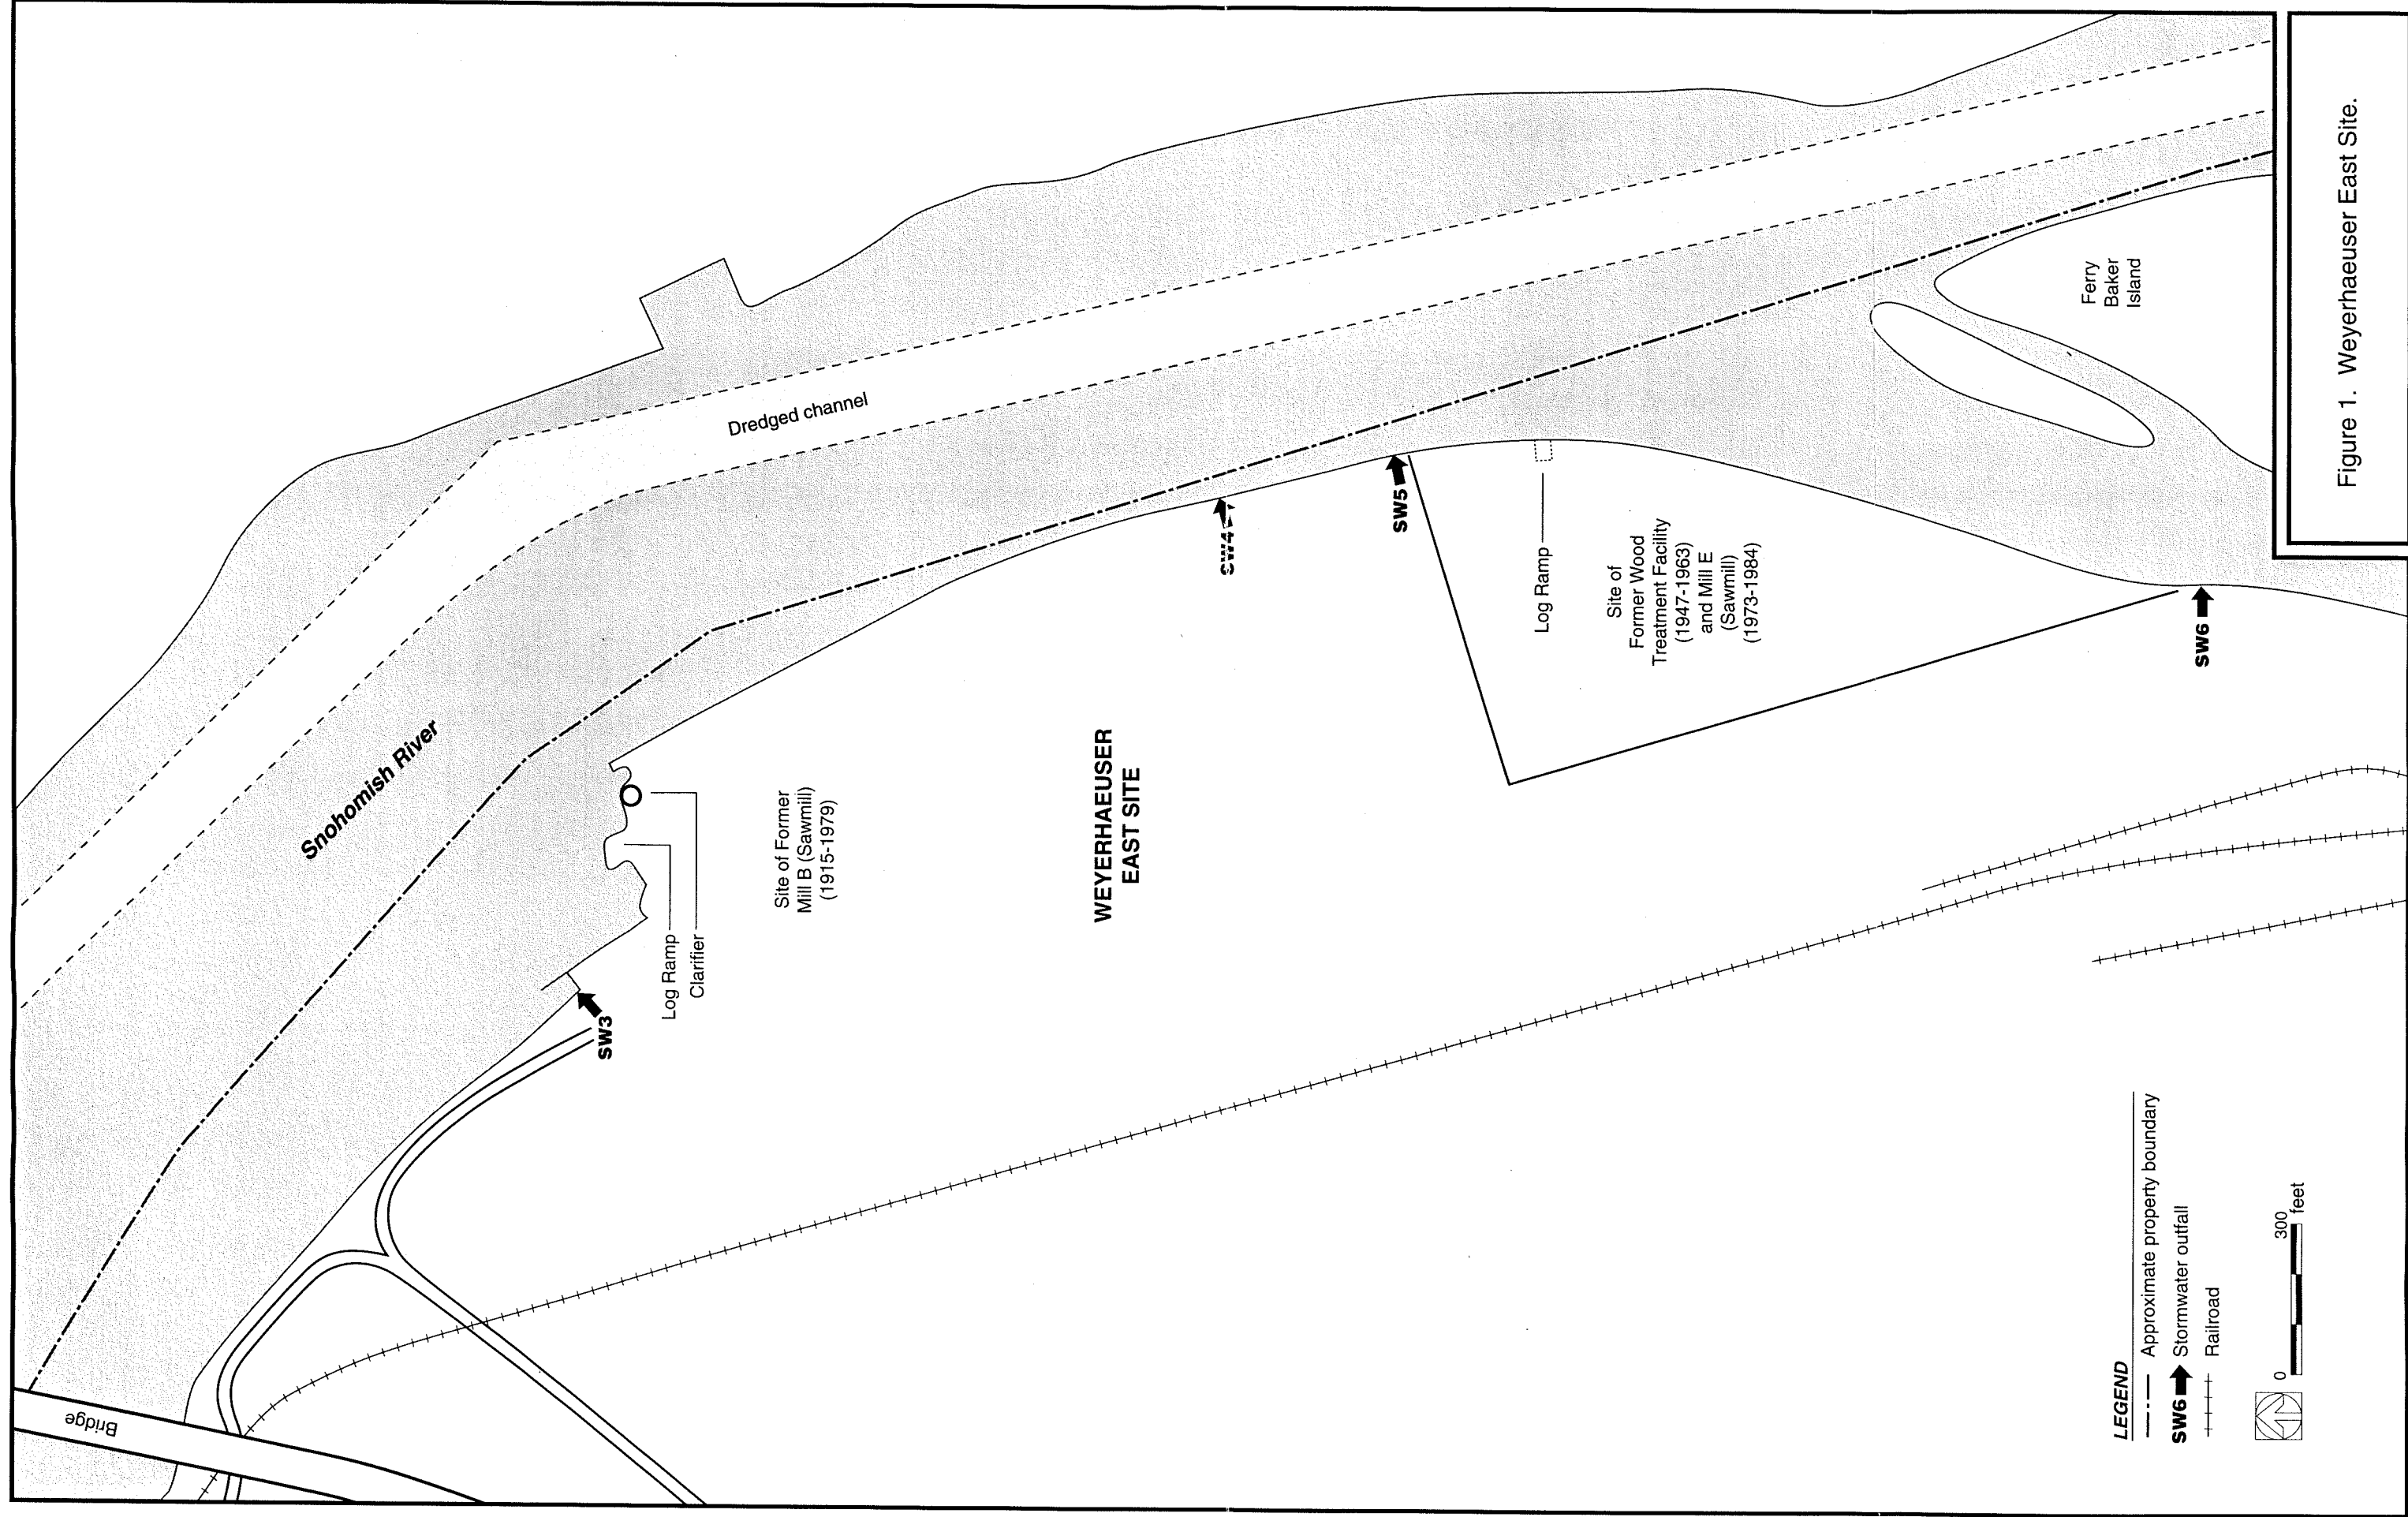 Bridge
Snohomish River
Dredged channel
SW3
Log Ramp
Clarifier
Site of Former
Mill B (Sawmill)
(1915-1979)
WEYERHAEUSER
EAST SITE
SW4
SW5
Log Ramp
Site of
Former Wood
Treatment Facility
(1947-1963)
and Mill E
(Sawmill)
(1973-1984)
SW6
Ferry
Baker
Island
LEGEND
Approximate property boundary
SW6 Stormwater outfall
Railroad
0 300
feet
Figure 1. Weyerhaeuser East Site.